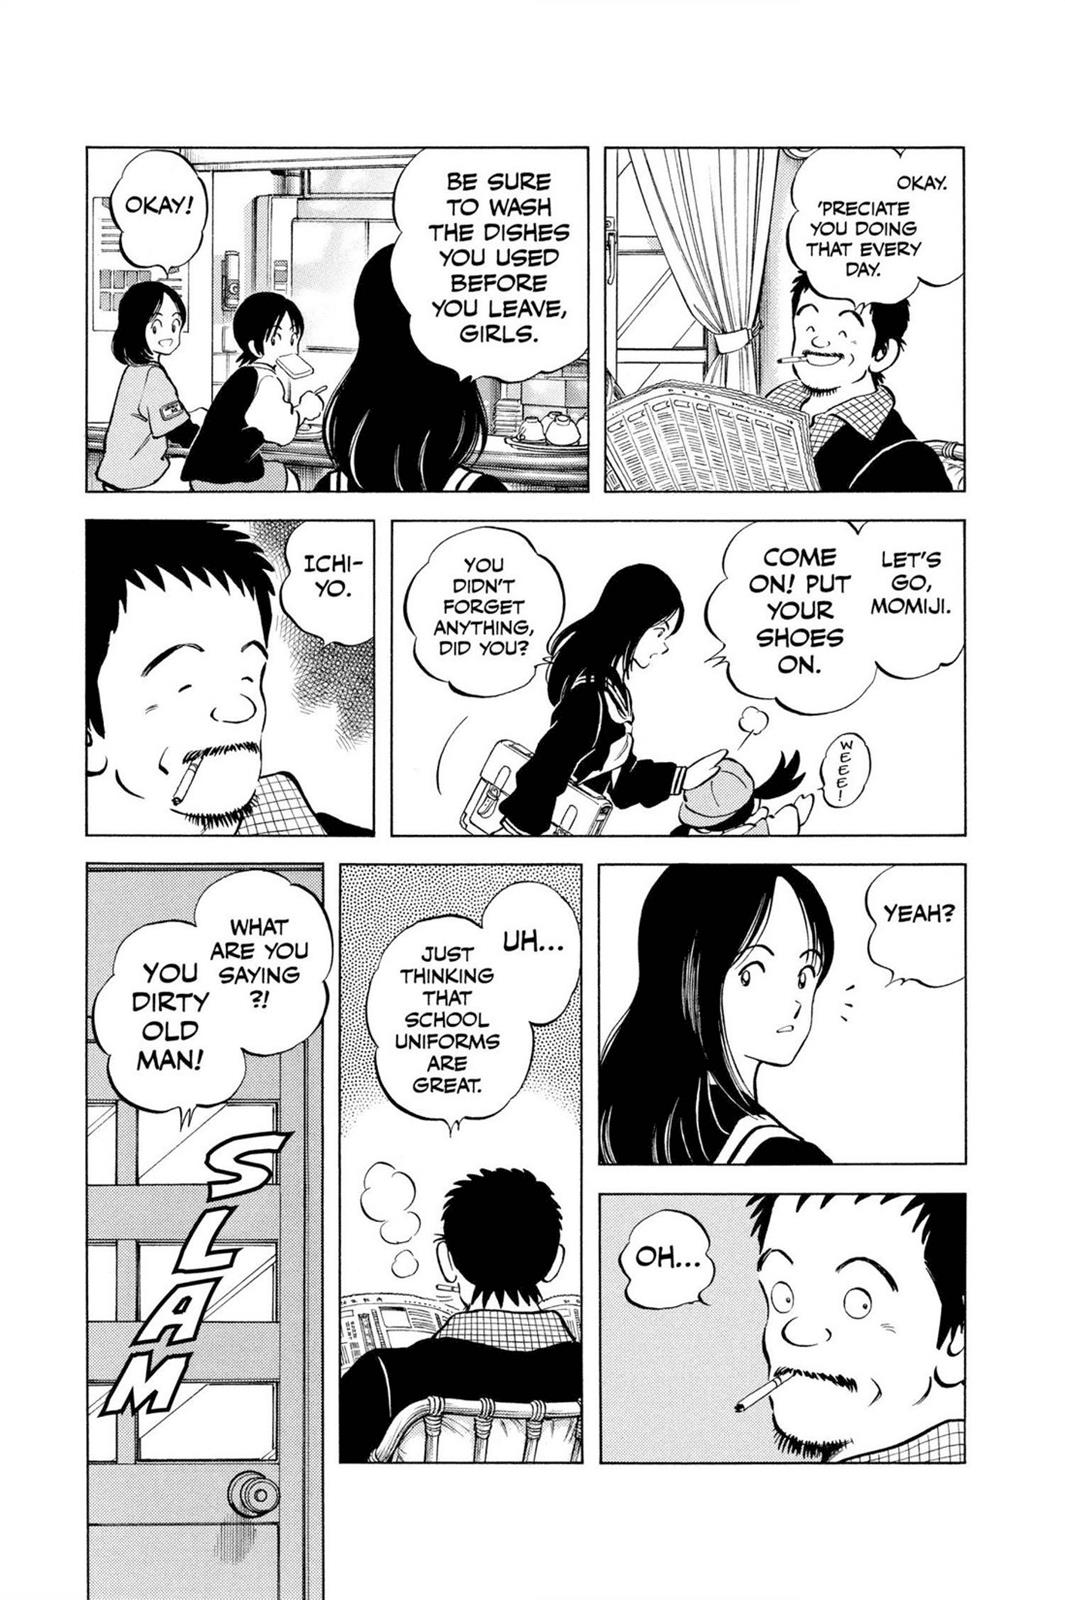 OKAY.
'PRECIATE
YOU DOING
THAT EVERY
DAY.
BE SURE
TO WASH
THE DISHES
YOU USED
BEFORE
YOU LEAVE,
GIRLS.
OKAY!
LET'S
GO,
MOMIJI.
COME
ON! PUT
YOUR
SHOES
ON.
WEEE!
YOU
DIDN'T
FORGET
ANYTHING,
DID YOU?
ICHI-
YO.
YEAH?
OH...
UH...
JUST
THINKING
THAT
SCHOOL
UNIFORMS
ARE
GREAT.
WHAT
ARE YOU
SAYING
?!
YOU
DIRTY
OLD
MAN!
SLAM